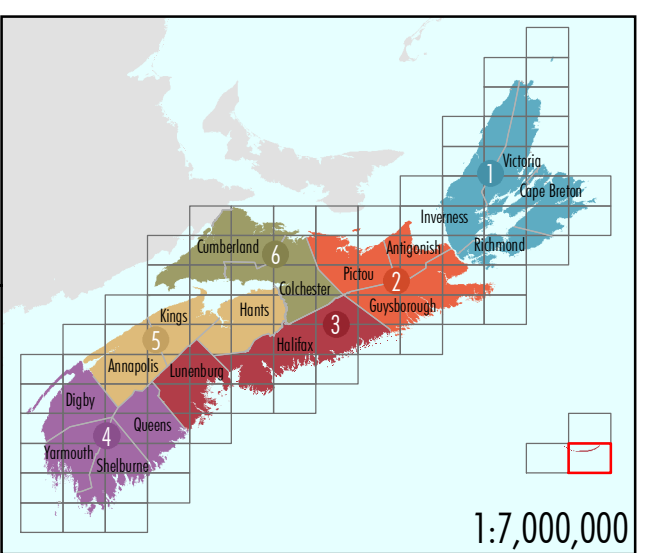 Victoria
1
Cape Breton
Inverness
Richmond
Cumberland
6
Antigonish
Pictou
2
Colchester
Guysborough
Kings
Hants
3
5
Halifax
Annapolis
Lunenburg
Digby
Queens
4
Yarmouth
Shelburne
1:7,000,000